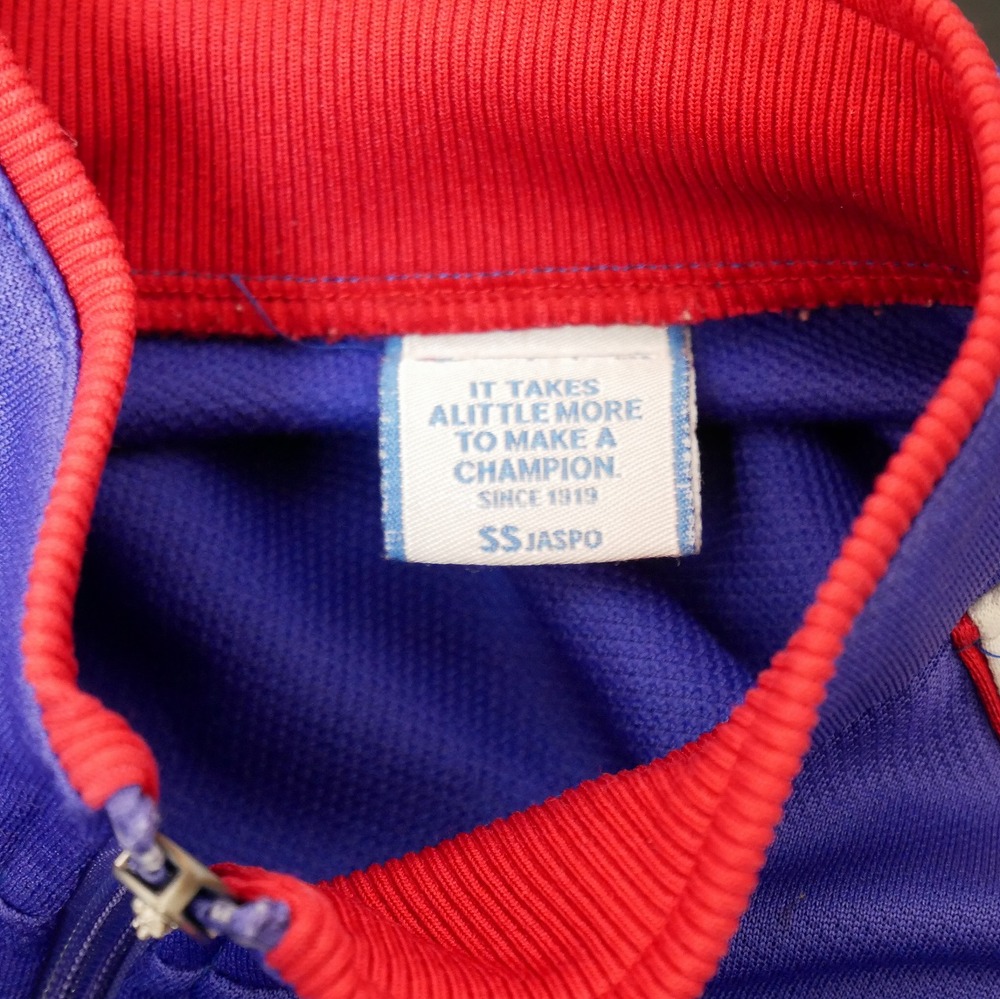 IT TAKES
ALITTLE MORE
TO MAKE A
CHAMPION.
SINCE 1919
SS JASPO